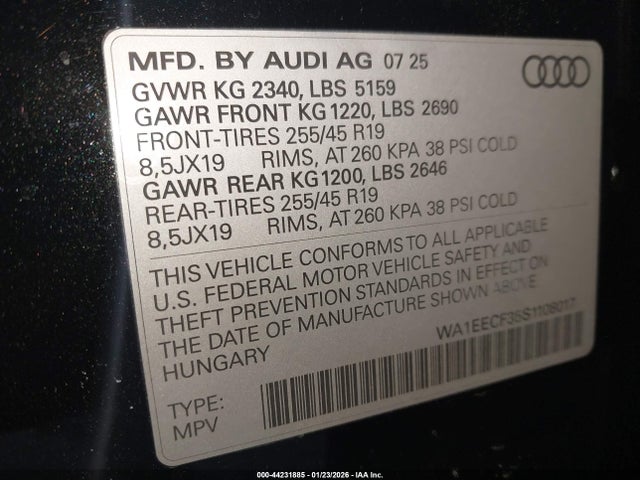 MFD. BY AUDI AG 07 25
GVWR KG 2340, LBS 5159
GAWR FRONT KG 1220, LBS 2690
FRONT-TIRES 255/45 R19
8,5JX19 RIMS, AT 260 KPA 38 PSI COLD
GAWR REAR KG 1200, LBS 2646
REAR-TIRES 255/45 R19
8,5JX19 RIMS, AT 260 KPA 38 PSI COLD
THIS VEHICLE CONFORMS TO ALL APPLICABLE
U.S. FEDERAL MOTOR VEHICLE SAFETY AND
THEFT PREVENTION STANDARDS IN EFFECT ON
THE DATE OF MANUFACTURE SHOWN ABOVE.
HUNGARY
WA1EECF35S1108017
TYPE:
MPV
000-44231885 - 01/23/2026 - IAA Inc.